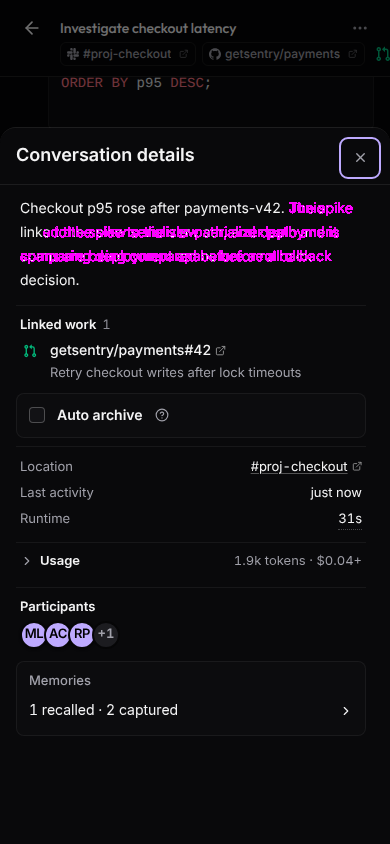 Investigate checkout latency
#proj-checkout
getsentry/payments
ORDER BY p95 DESC;
Conversation details
Checkout p95 rose after payments-v42.
decision.
Linked work 1
getsentry/payments#42
Retry checkout writes after lock timeouts
Auto archive
Location #proj-checkout
Last activity just now
Runtime 31s
Usage 1.9k tokens · $0.04+
Participants
ML AC RP +1
Memories
1 recalled · 2 captured